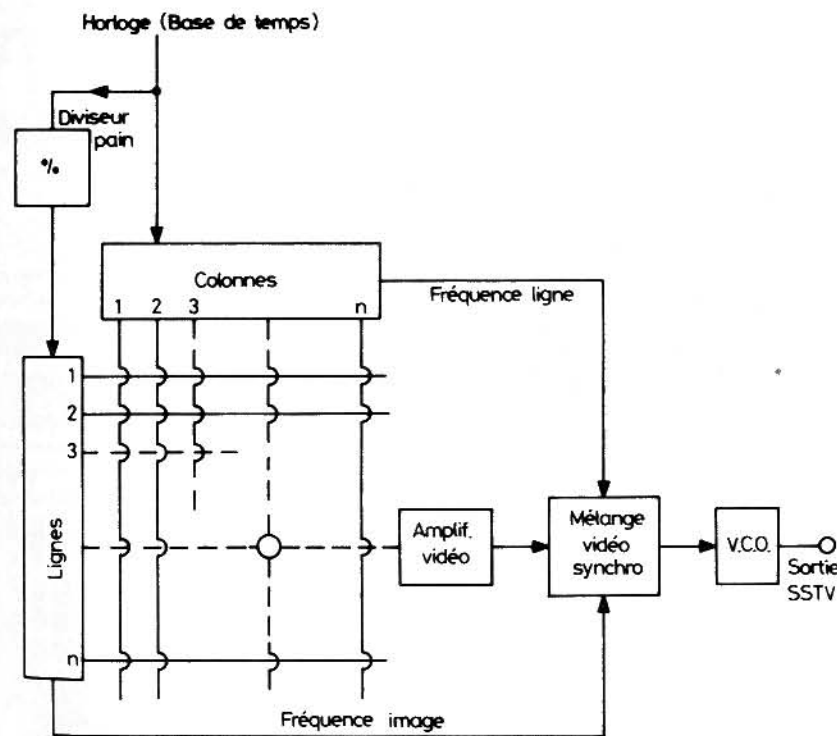 Horloge (Base de temps)
Diviseur
pain
%
Colonnes
1 2 3 n
Fréquence ligne
Lignes
1
2
3
n
Amplif.
vidéo
Mélange
vidéo
synchro
V.C.O.
Sortie
SSTV
Fréquence image